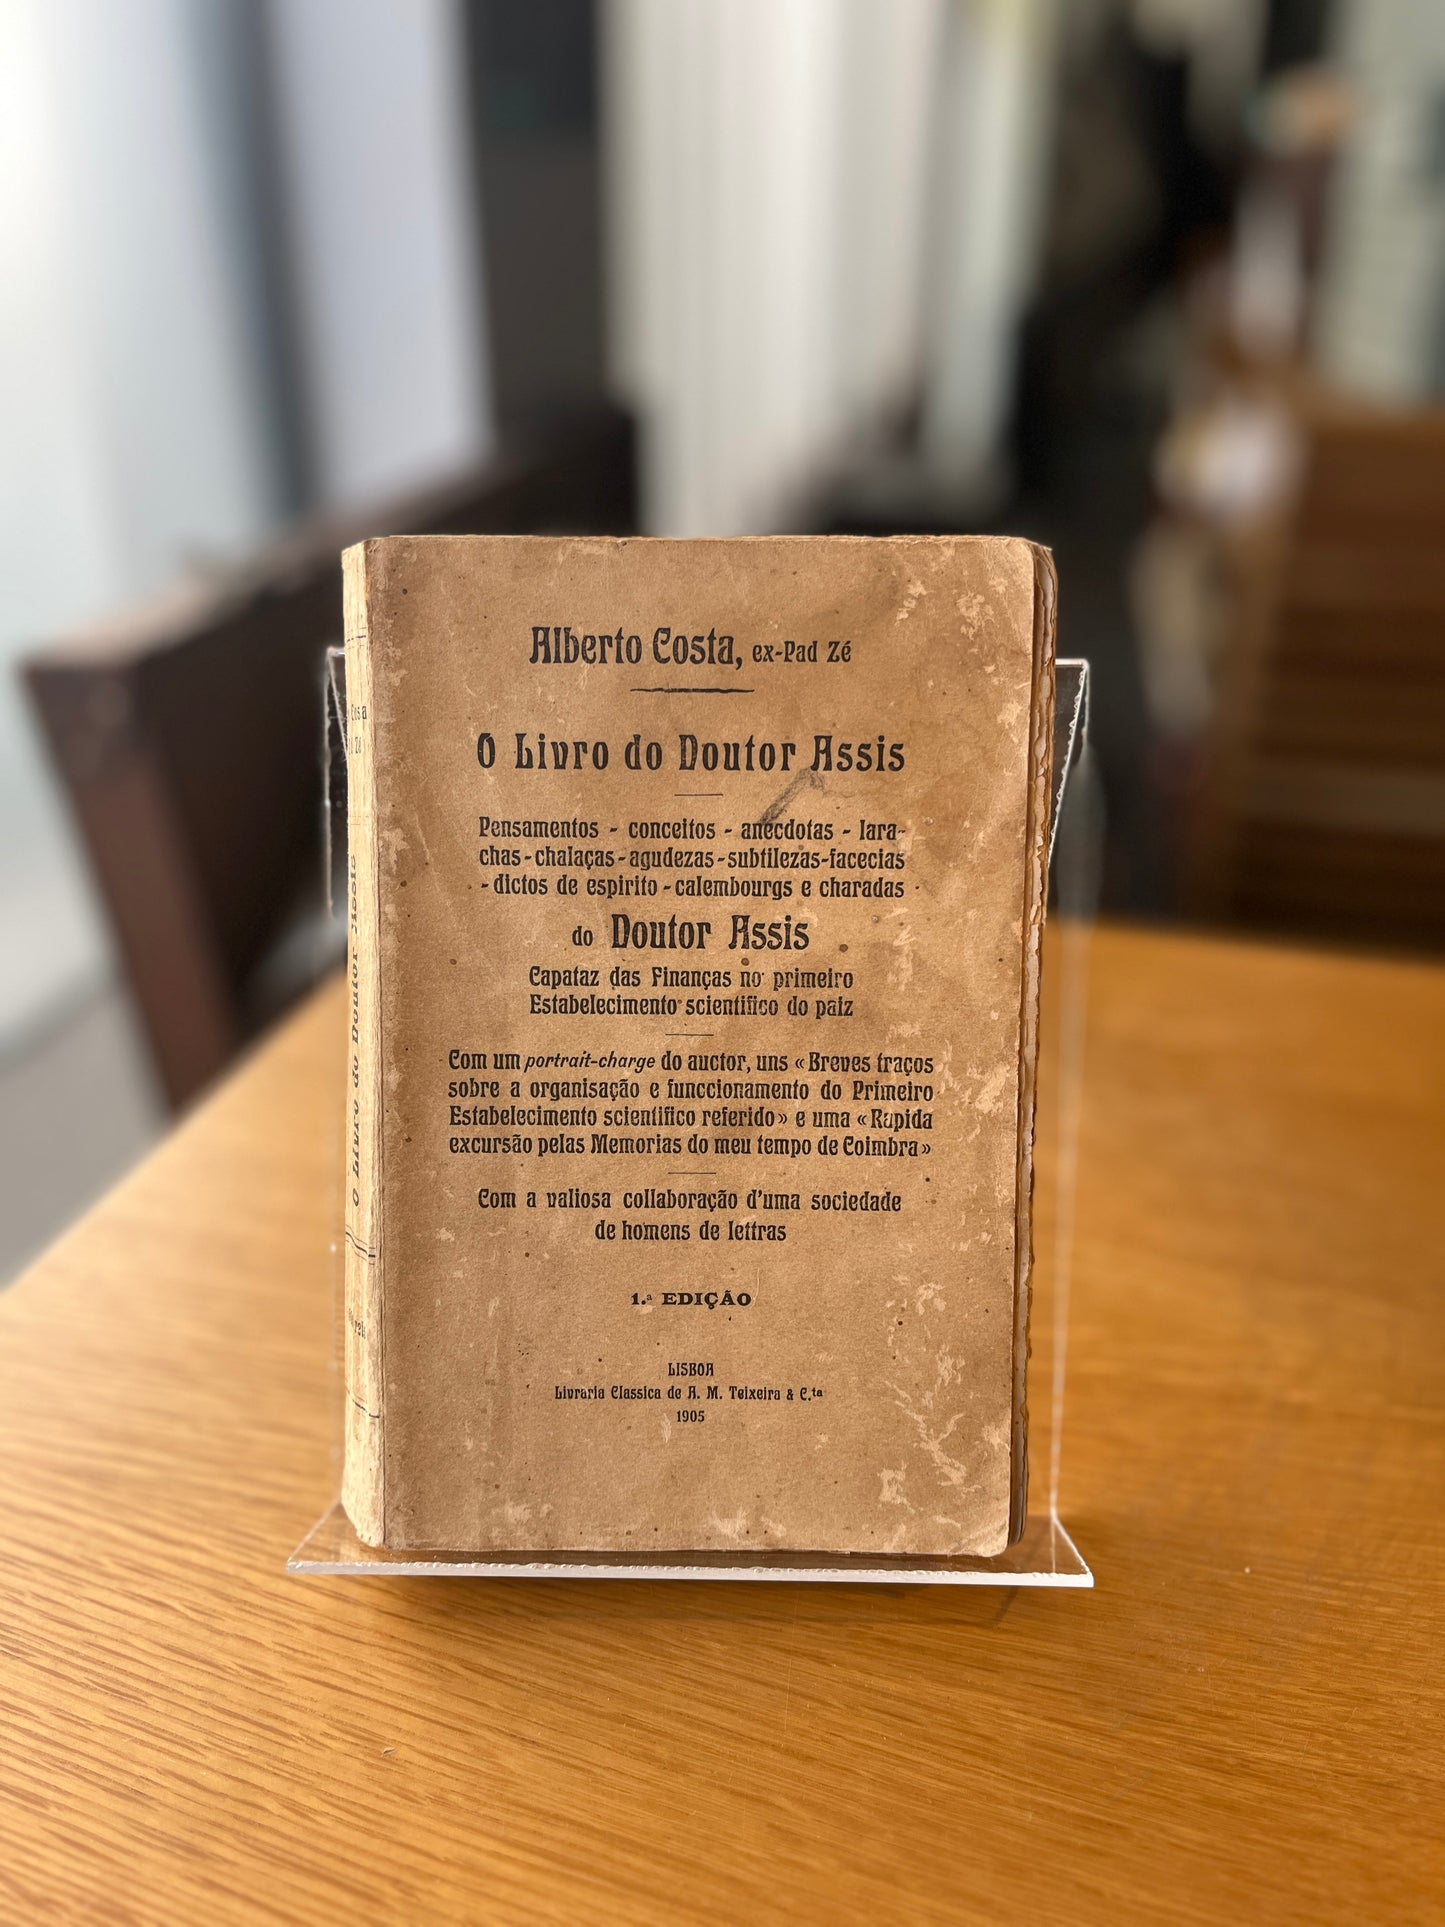 Alberto Costa, ex-Pad Zé
O Livro do Doutor Assis
Pensamentos - conceitos - anecdotas - lara-
chas - chalaças - agudezas - subtilezas - facecias
- dictos de espirito - calembourgs e charadas
do Doutor Assis
Capataz das Finanças no primeiro
Estabelecimento scientifico do paiz
Com um portrait-charge do auctor, uns « Breves traços
sobre a organisação e funccionamento do Primeiro
Estabelecimento scientifico referido » e uma « Rapida
excursão pelas Memorias do meu tempo de Coimbra »
Com a valiosa collaboração d'uma sociedade
de homens de lettras
1.ª EDIÇÃO
LISBOA
Livraria Classica de A. M. Teixeira & C.ta
1905
O Livro do Doutor Assis